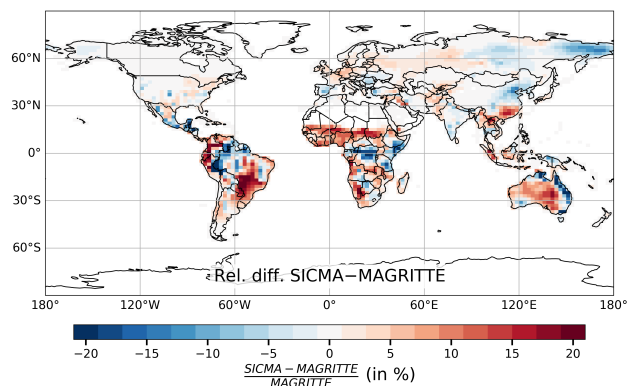 60°N
30°N
0°
30°S
60°S
Rel. diff. SICMA−MAGRITTE
180° 120°W 60°W 0° 60°E 120°E 180°
−20 −15 −10 −5 0 5 10 15 20
SICMA − MAGRITTE
MAGRITTE
(in %)